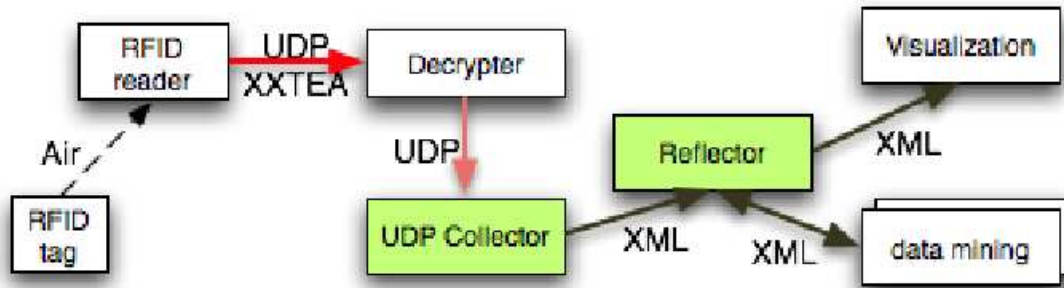 RFID
reader
UDP
XXTEA
Decrypter
Visualization
Air
UDP
Reflector
XML
RFID
tag
UDP Collector
XML
XML
data mining